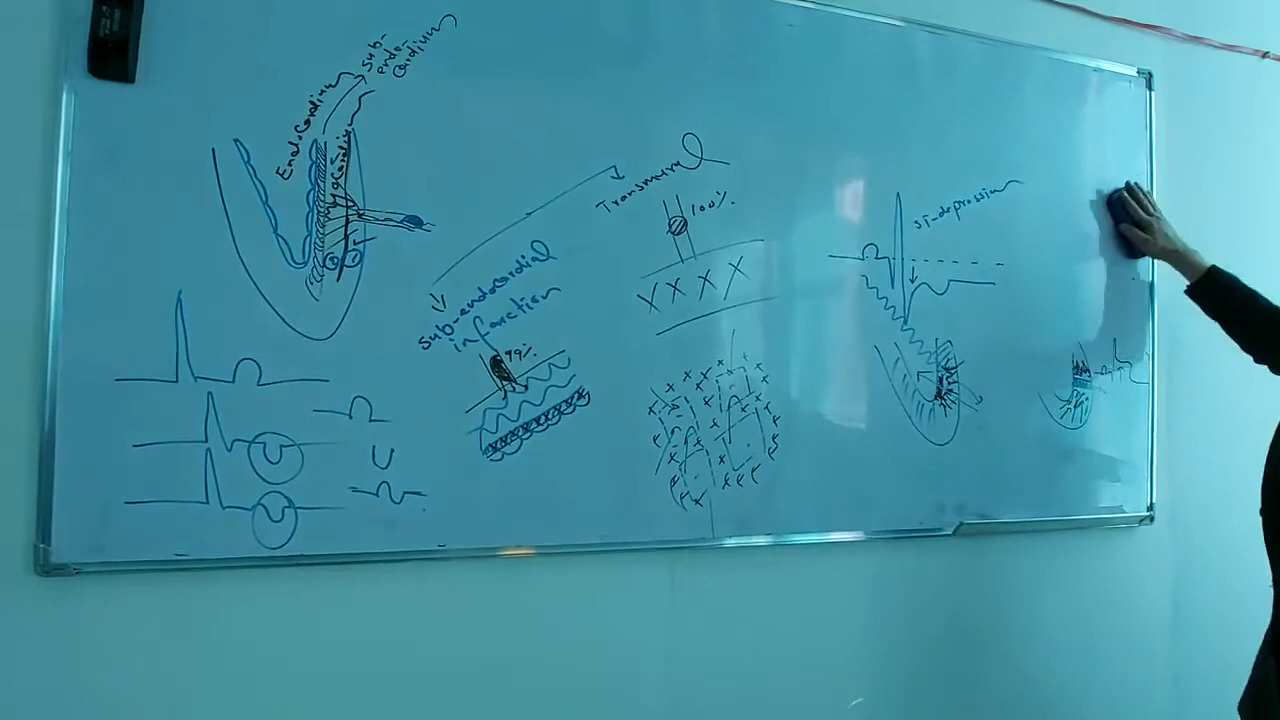 sub-
endo-
Cardium
EndoCardium
Myocardium
Transmural
100%.
ST-depression
Sub-endocardial
infarction
99%.
X X X X